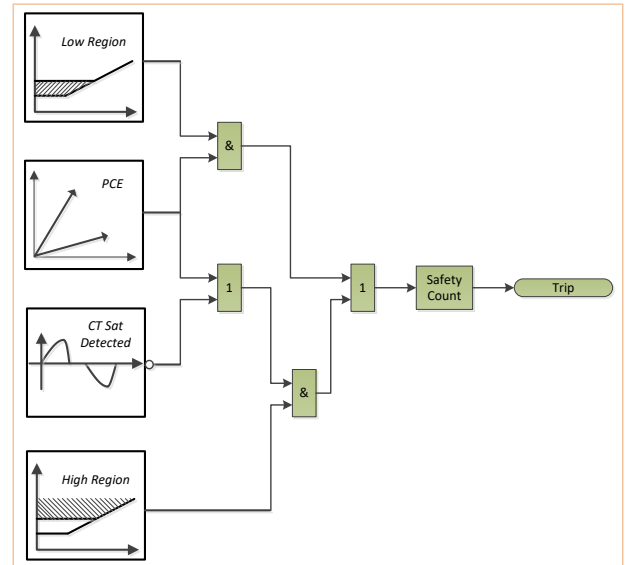 Low Region
&
PCE
1
CT Sat
Detected
1
Safety
Count
Trip
&
High Region